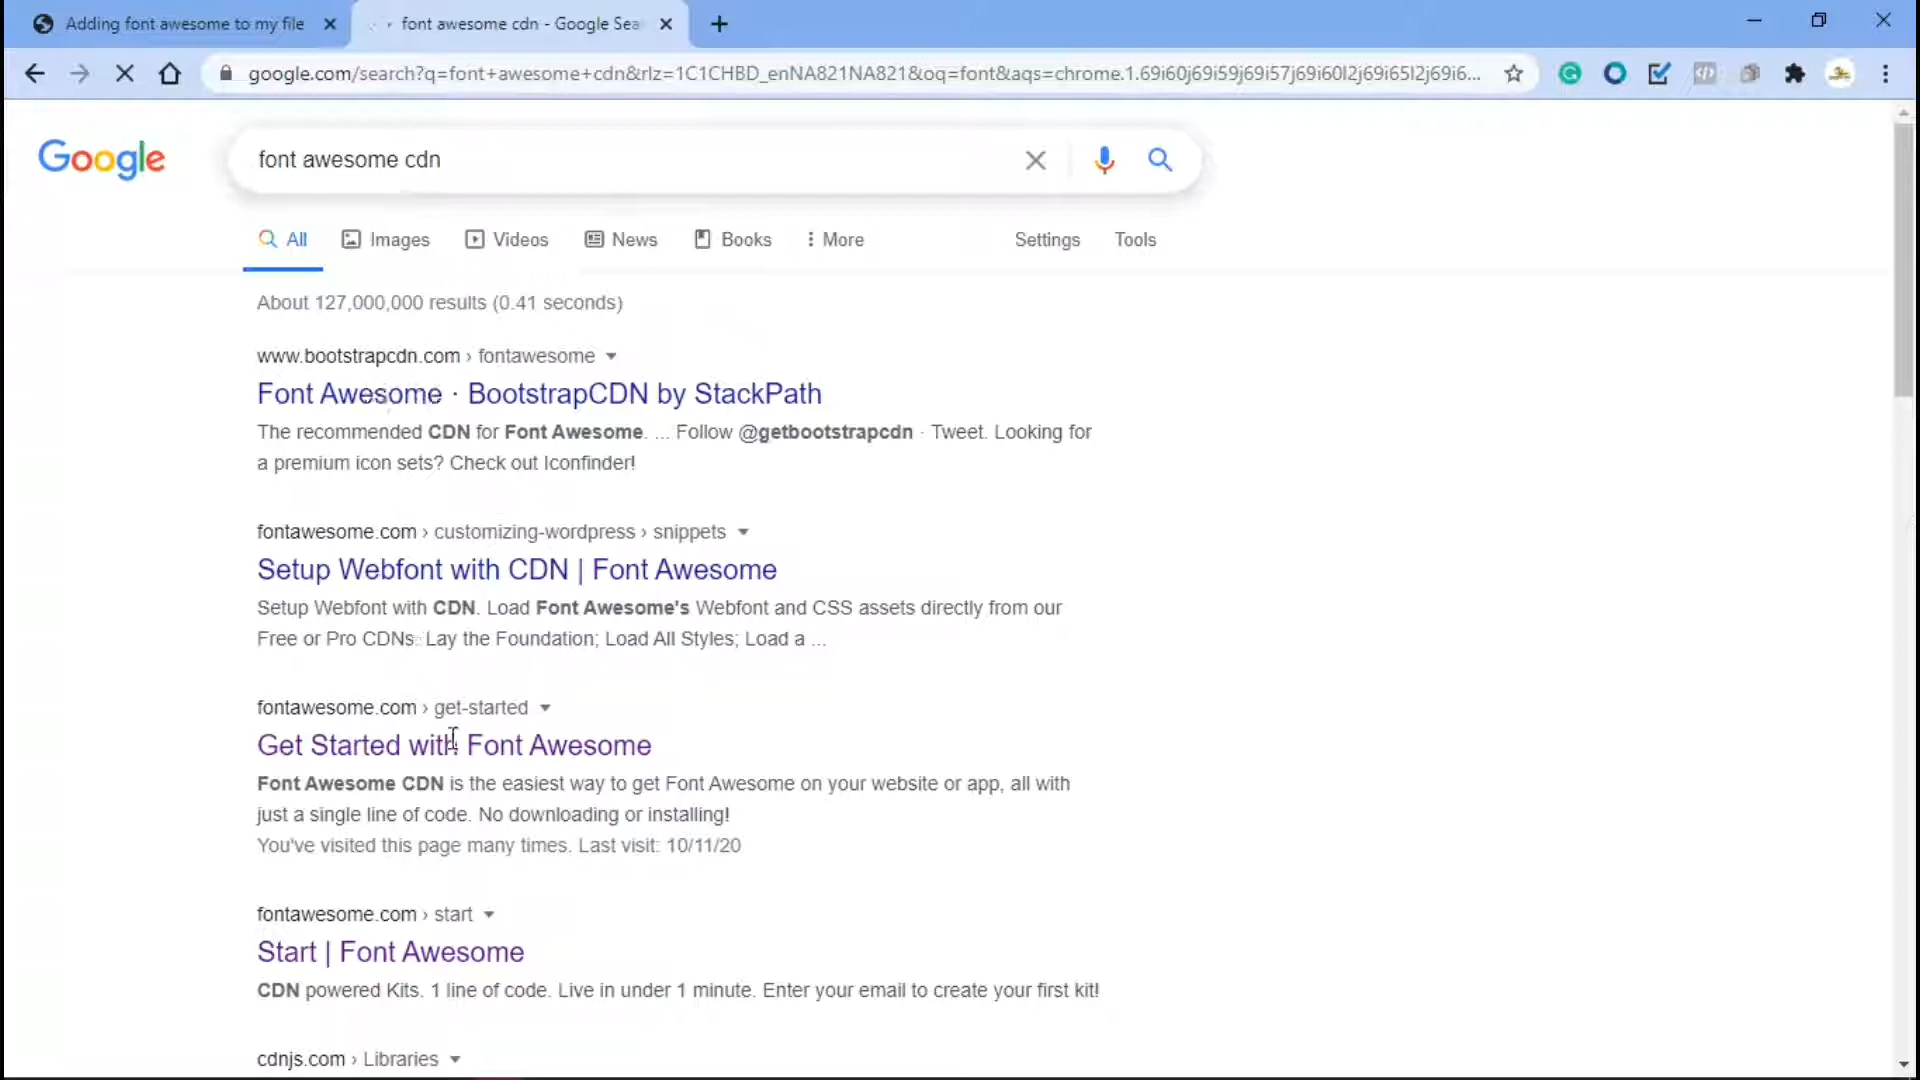 Adding font awesome to my file
font awesome cdn - Google Sea
google.com/search?q=font+awesome+cdn&rlz=1C1CHBD_enNA821NA821&oq=font&aqs=chrome.1.69i60j69i59j69i57j69i60l2j69i65l2j69i6...
Google
font awesome cdn
All Images Videos News Books More Settings Tools
About 127,000,000 results (0.41 seconds)
www.bootstrapcdn.com › fontawesome
Font Awesome · BootstrapCDN by StackPath
The recommended CDN for Font Awesome. ... Follow @getbootstrapcdn · Tweet. Looking for
a premium icon sets? Check out Iconfinder!
fontawesome.com › customizing-wordpress › snippets
Setup Webfont with CDN | Font Awesome
Setup Webfont with CDN. Load Font Awesome's Webfont and CSS assets directly from our
Free or Pro CDNs. Lay the Foundation; Load All Styles; Load a ...
fontawesome.com › get-started
Get Started with Font Awesome
Font Awesome CDN is the easiest way to get Font Awesome on your website or app, all with
just a single line of code. No downloading or installing!
You've visited this page many times. Last visit: 10/11/20
fontawesome.com › start
Start | Font Awesome
CDN powered Kits. 1 line of code. Live in under 1 minute. Enter your email to create your first kit!
cdnjs.com › Libraries